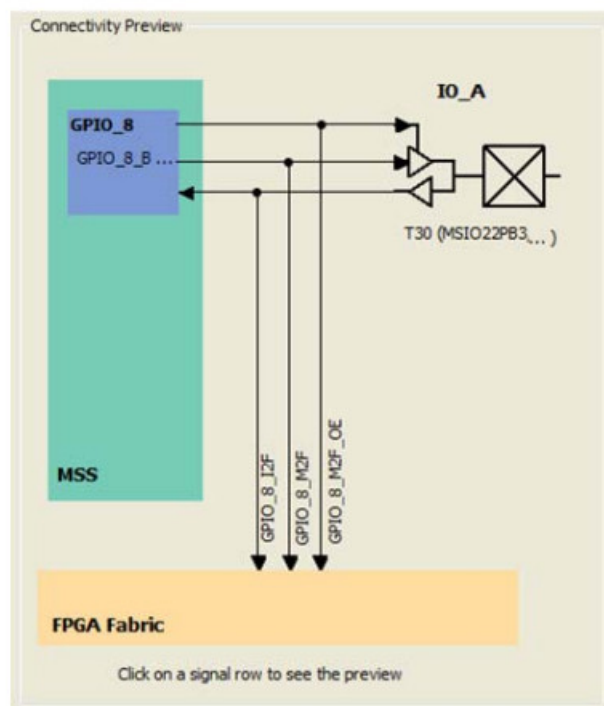 Connectivity Preview
IO_A
GPIO_8
GPIO_8_B ...
T30 (MSIO22PB3,... )
GPIO_8_I2F
GPIO_8_M2F
GPIO_8_M2F_OE
MSS
FPGA Fabric
Click on a signal row to see the preview